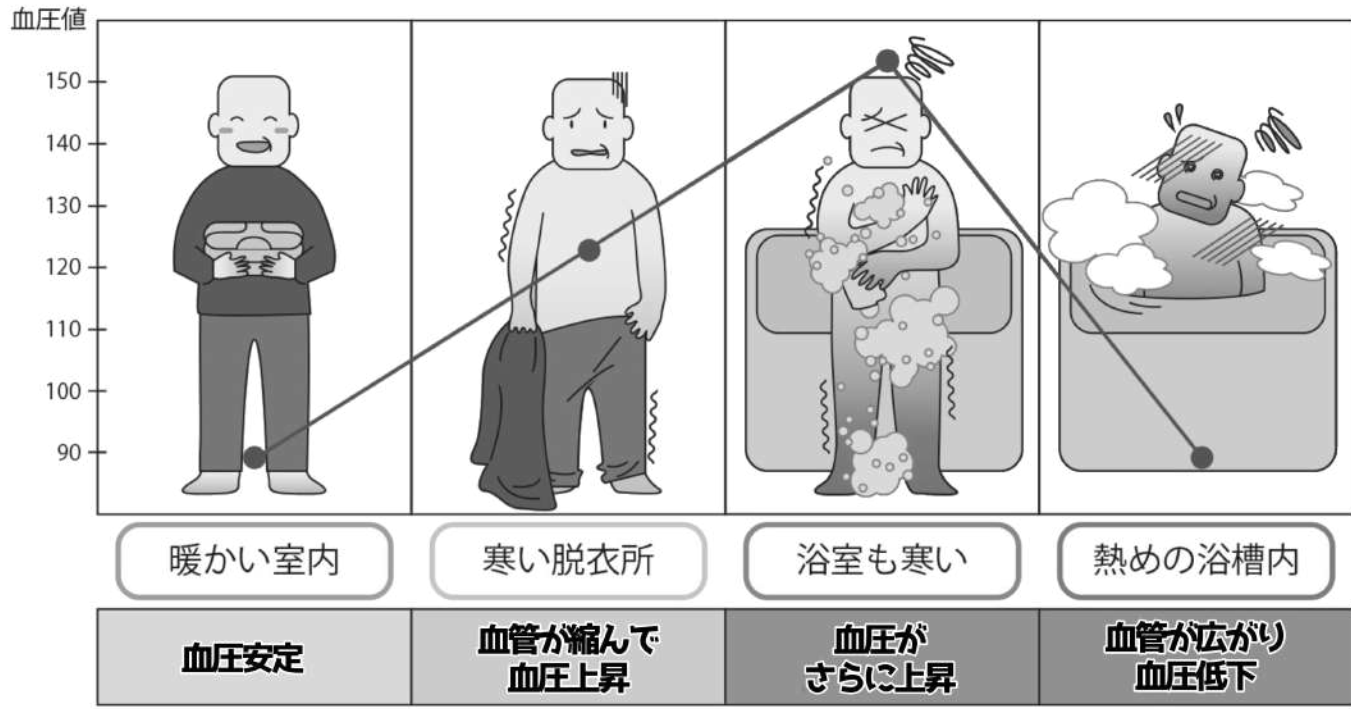 血圧値
150
140
130
120
110
100
90
暖かい室内
寒い脱衣所
浴室も寒い
熱めの浴槽内
血圧安定
血管が縮んで
血圧上昇
血圧が
さらに上昇
血管が広がり
血圧低下